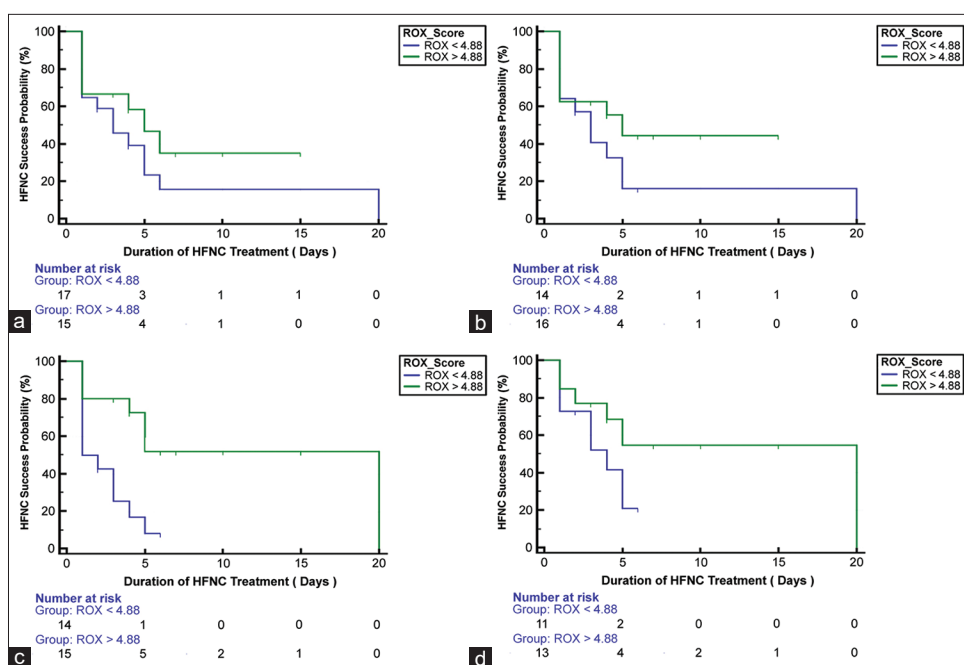 ROX_Score
ROX < 4.88
ROX > 4.88
HFNC Success Probability (%)
100
80
60
40
20
0
0 5 10 15 20
Duration of HFNC Treatment ( Days )
Number at risk
Group: ROX < 4.88
17 3 1 1 0
Group: ROX > 4.88
15 4 1 0 0
a
ROX_Score
ROX < 4.88
ROX > 4.88
HFNC Success Probability (%)
100
80
60
40
20
0
0 5 10 15 20
Duration of HFNC Treatment ( Days )
Number at risk
Group: ROX < 4.88
14 2 1 1 0
Group: ROX > 4.88
16 4 1 0 0
b
ROX_Score
ROX < 4.88
ROX > 4.88
HFNC Success Probability (%)
100
80
60
40
20
0
0 5 10 15 20
Duration of HFNC Treatment ( Days )
Number at risk
Group: ROX < 4.88
14 1 0 0 0
Group: ROX > 4.88
15 5 2 1 0
c
ROX_Score
ROX < 4.88
ROX > 4.88
HFNC Success Probability (%)
100
80
60
40
20
0
0 5 10 15 20
Duration of HFNC Treatment ( Days )
Number at risk
Group: ROX < 4.88
11 2 0 0 0
Group: ROX > 4.88
13 4 2 1 0
d